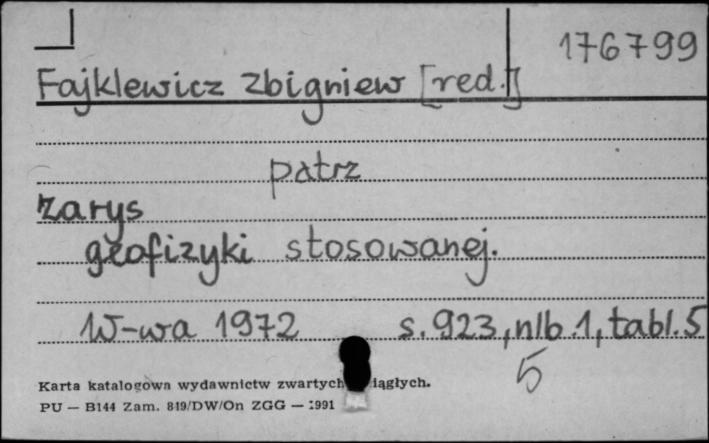 176799
Fajklewicz Zbigniew [red.]
patrz
Zarys
geofizyki stosowanej.
W-wa 1972 s. 923, nlb. 1, tabl. 5
5
Karta katalogowa wydawnictw zwartych iągłych.
PU — B144 Zam. 819/DW/On ZGG — 1991